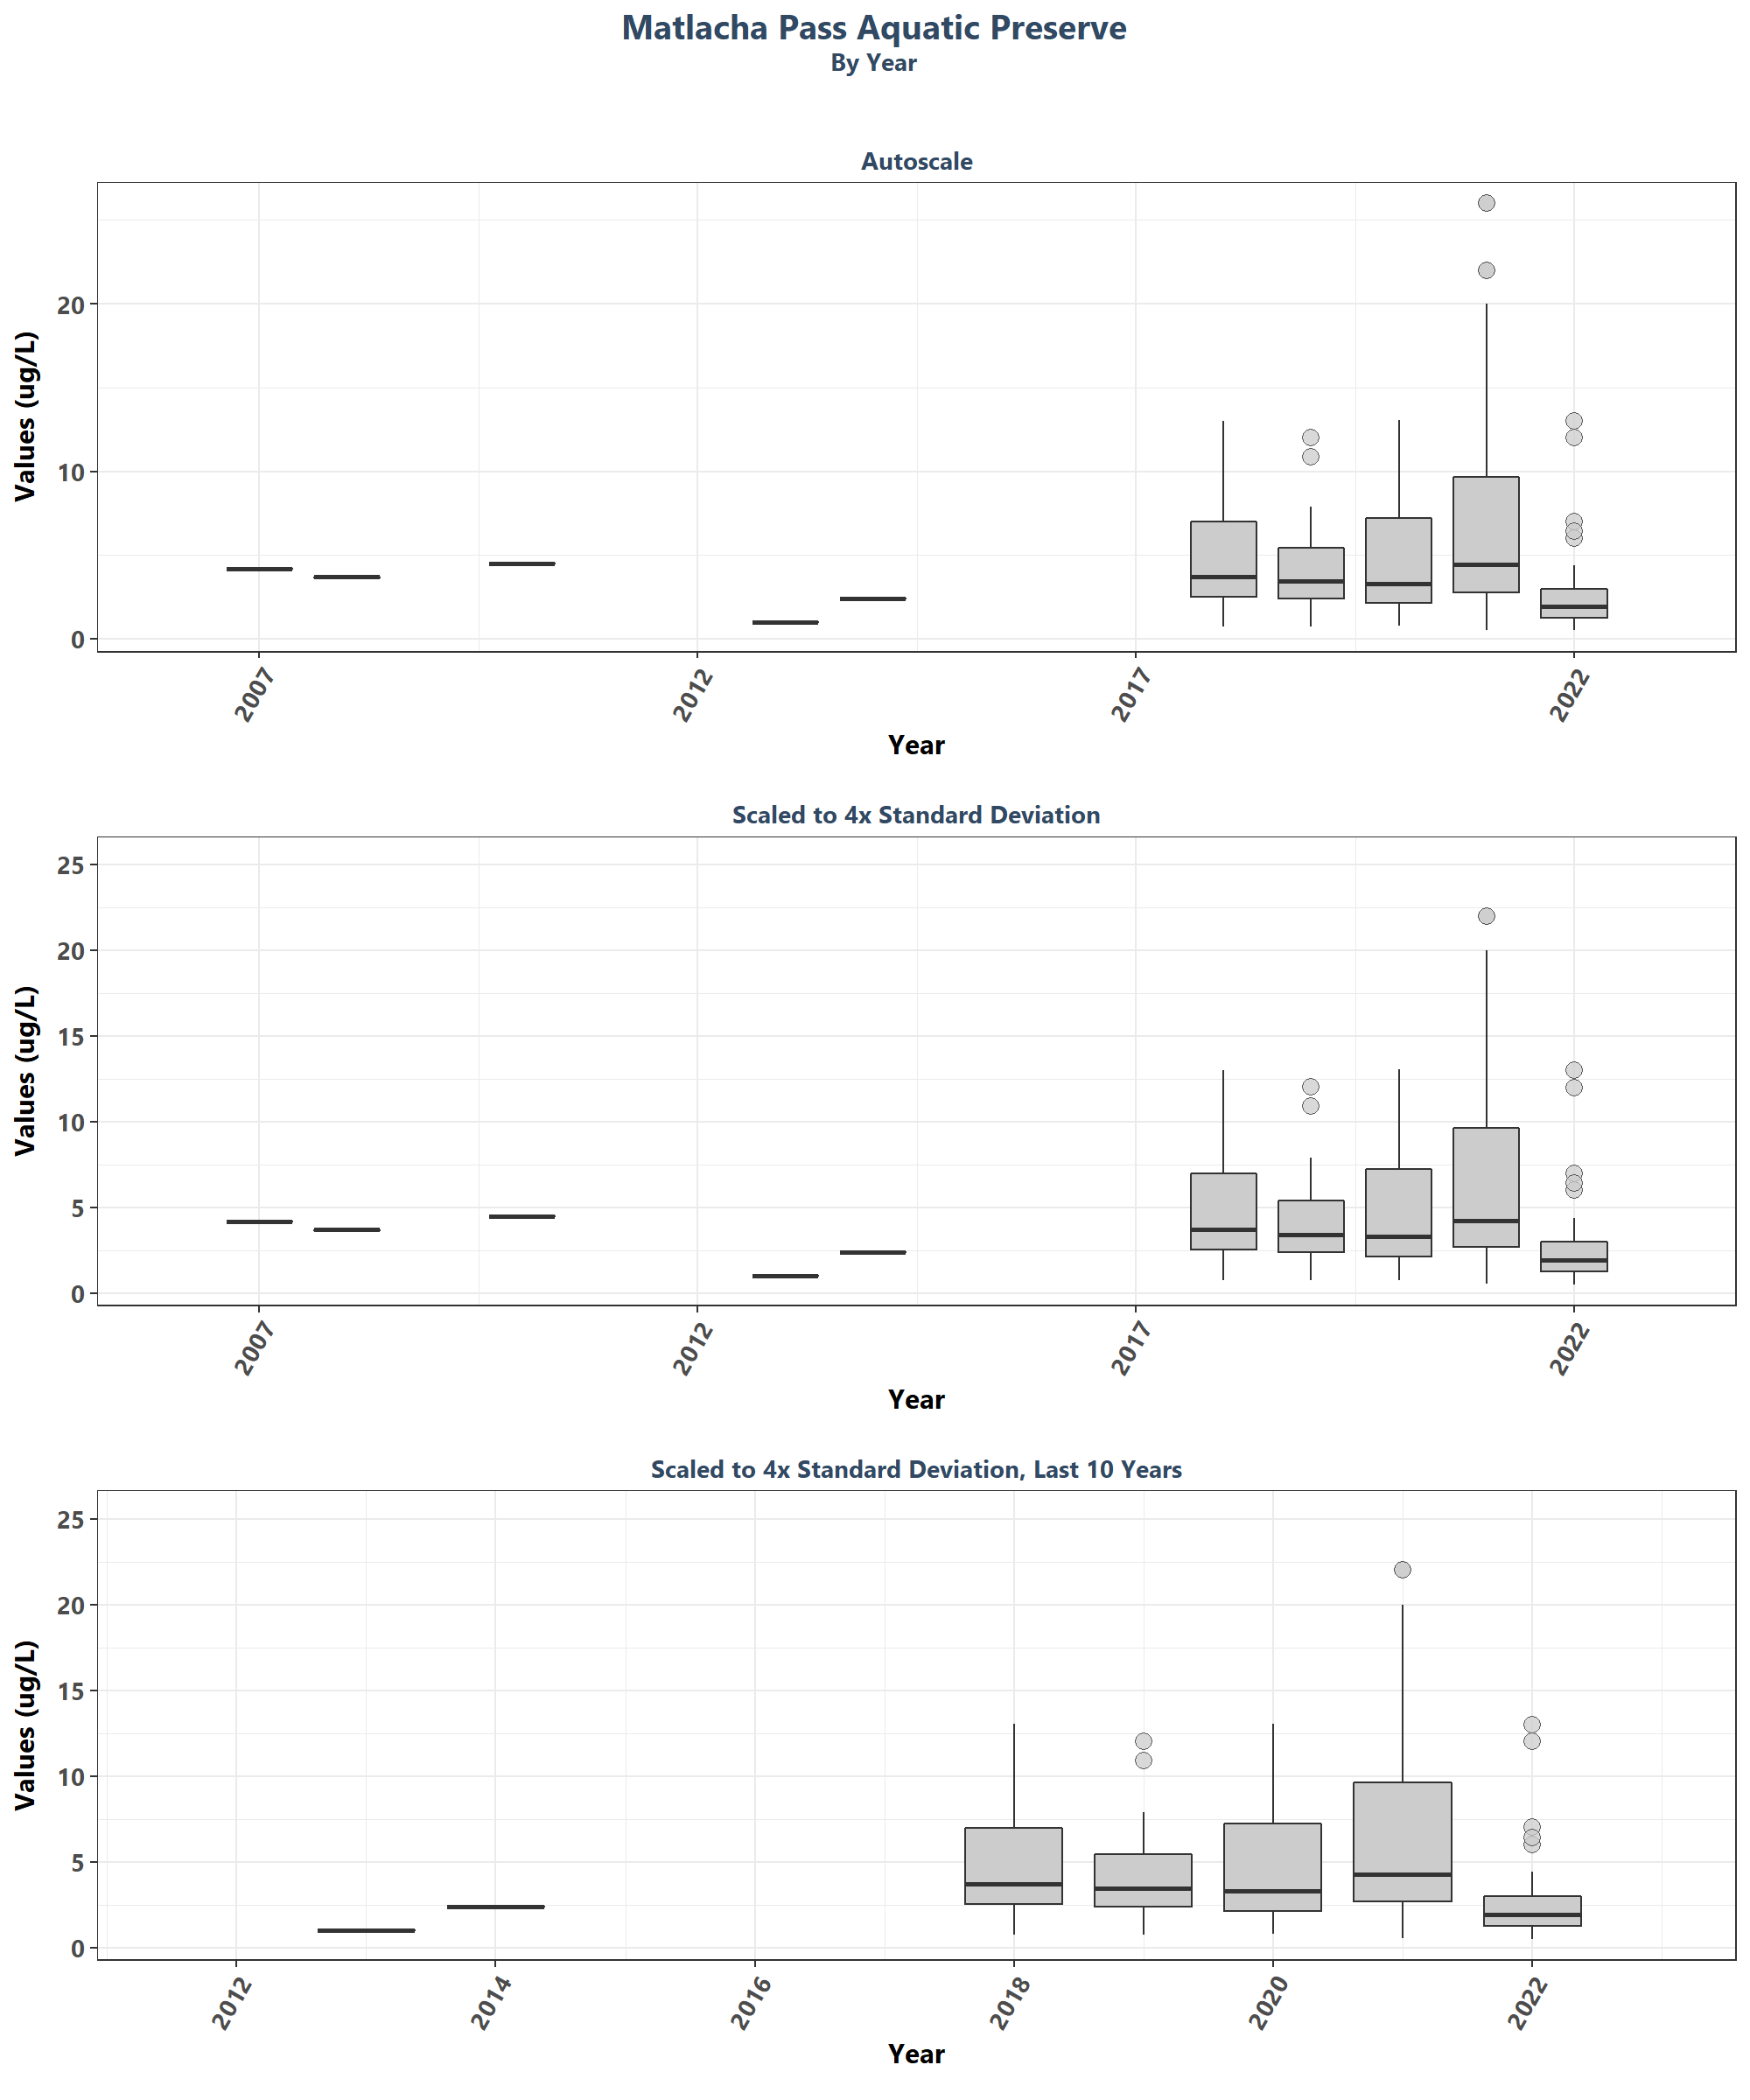 Matlacha Pass Aquatic Preserve
By Year
Autoscale
Values (ug/L)
20
10
0
2007
2012
2017
2022
Year
Scaled to 4x Standard Deviation
Values (ug/L)
25
20
15
10
5
0
2007
2012
2017
2022
Year
Scaled to 4x Standard Deviation, Last 10 Years
Values (ug/L)
25
20
15
10
5
0
2012
2014
2016
2018
2020
2022
Year